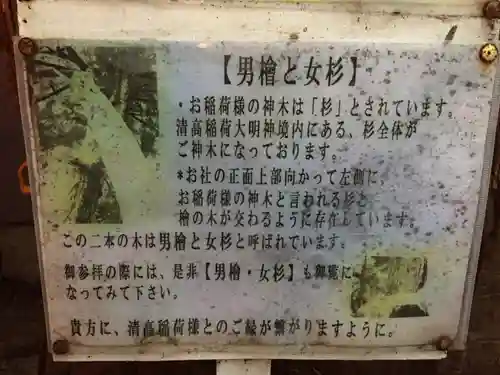 【男檜と女杉】
・お稲荷様の神木は「杉」とされています。
清高稲荷大明神境内にある、杉全体が
ご神木になっております。
*お社の正面上部向かって左側に、
お稲荷様の神木と言われる杉と
檜の木が交わるように存在しています。
この二本の木は男檜と女杉と呼ばれています。
御参拝の際には、是非【男檜・女杉】も御覧に
なってみて下さい。
貴方に、清高稲荷様とのご縁が繋がりますように。